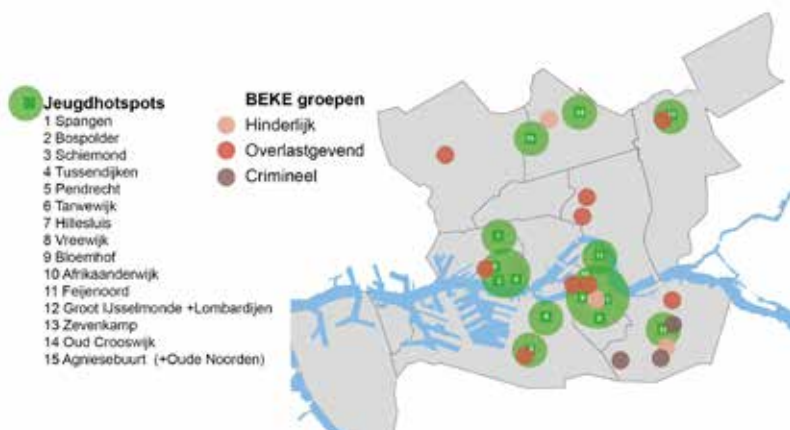 Jeugdhotspots
1 Spangen
2 Bospolder
3 Schiemond
4 Tussendijken
5 Pendrecht
6 Tarwewijk
7 Hillesluis
8 Vreewijk
9 Bloemhof
10 Afrikaanderwijk
11 Feijenoord
12 Groot IJsselmonde +Lombardijen
13 Zevenkamp
14 Oud Crooswijk
15 Agniesebuurt (+Oude Noorden)
BEKE groepen
Hinderlijk
Overlastgevend
Crimineel